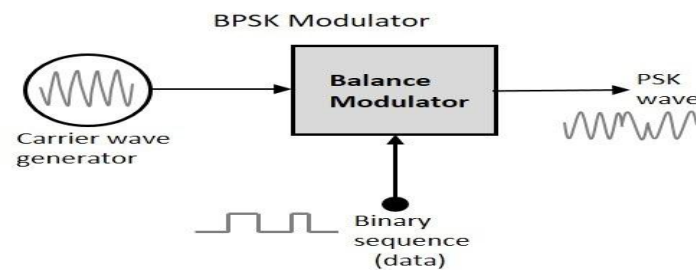 BPSK Modulator
Balance
Modulator
PSK
wave
Carrier wave
generator
Binary
sequence
(data)